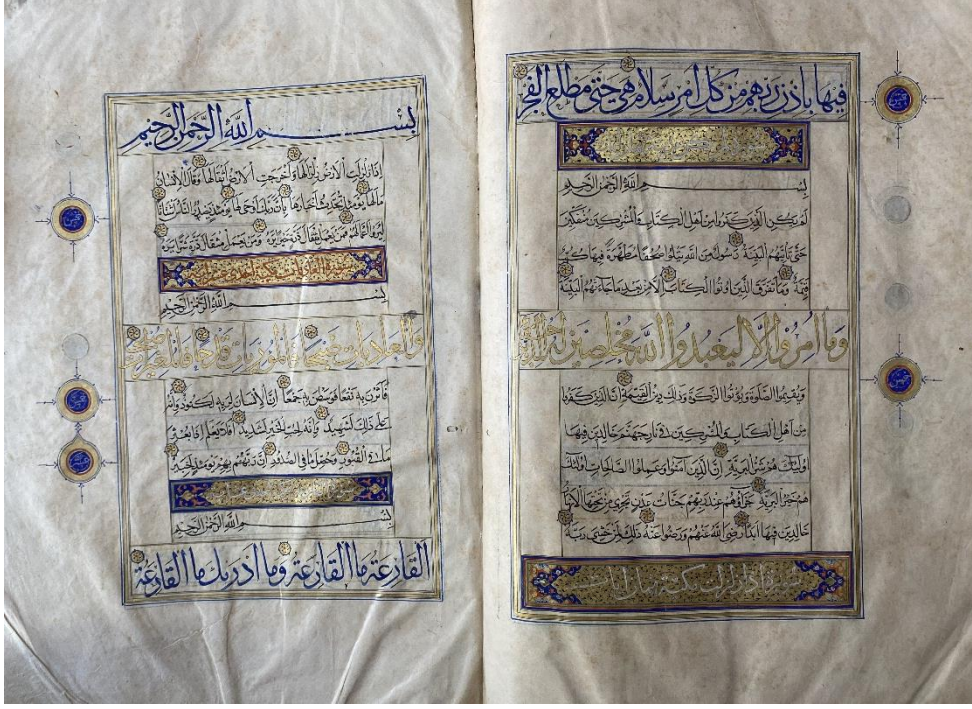 فيها باذن ربهم من كل امر سلام هي حتى مطلع الفجر
بسم الله الرحمن الرحيم
لم يكن الذين كفروا من اهل الكتاب والمشركين منفكين
حتى تأتيهم البينة رسول من الله يتلوا صحفا مطهرة فيها كتب
قيمة وما تفرق الذين اوتوا الكتاب الا من بعد ما جاءتهم البينة
وما امروا الا ليعبدوا الله مخلصين له الدين
ويقيموا الصلوة ويؤتوا الزكوة وذلك دين القيمة ان الذين كفروا
من اهل الكتاب والمشركين في نار جهنم خالدين فيها
اولئك هم شر البرية ان الذين آمنوا وعملوا الصالحات اولئك
هم خير البرية جزاؤهم عند ربهم جنات عدن تجري من تحتها الانهار
خالدين فيها ابدا رضي الله عنهم ورضوا عنه ذلك لمن خشي ربه
سورة اذا زلزلت
بسم الله الرحمن الرحيم
اذا زلزلت الارض زلزالها واخرجت الارض اثقالها وقال الانسان
مالها يومئذ تحدث اخبارها بأن ربك اوحى لها يومئذ يصدر الناس اشتاتا
ليروا اعمالهم فمن يعمل مثقال ذرة خيرا يره ومن يعمل مثقال ذرة شرا يره
بسم الله الرحمن الرحيم
والعاديات ضبحا فالموريات قدحا فالمغيرات صبحا
فأثرن به نقعا فوسطن به جمعا ان الانسان لربه لكنود وانه
على ذلك لشهيد وانه لحب الخير لشديد افلا يعلم اذا بعثر
ما في القبور وحصل ما في الصدور ان ربهم بهم يومئذ لخبير
بسم الله الرحمن الرحيم
القارعة ما القارعة وما ادريك ما القارعة